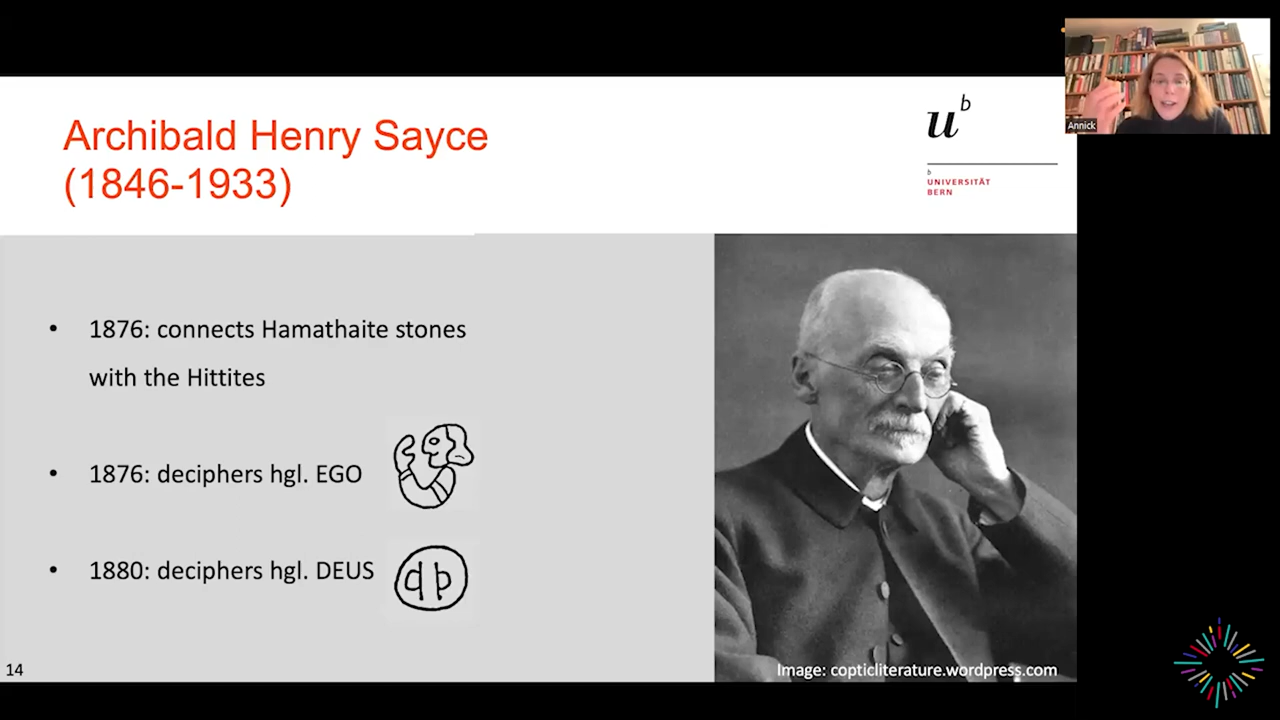 Archibald Henry Sayce
(1846-1933)
u^b
b
UNIVERSITÄT
BERN
Annick
• 1876: connects Hamathaite stones
with the Hittites
• 1876: deciphers hgl. EGO
• 1880: deciphers hgl. DEUS
14
Image: copticliterature.wordpress.com